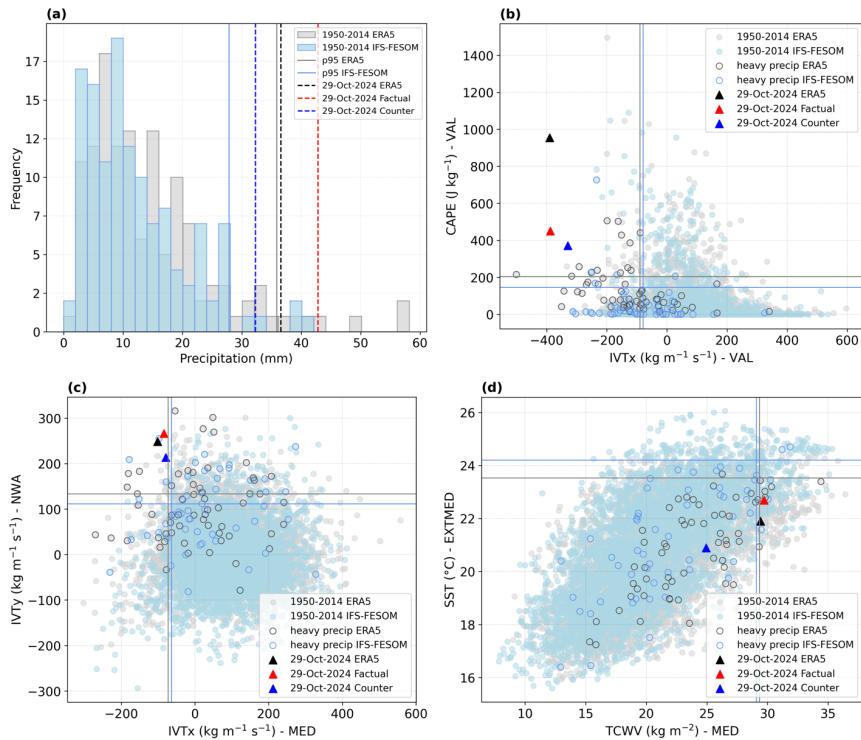 (a)
17
15
12
10
7
5
2
0
Frequency
0 10 20 30 40 50 60
Precipitation (mm)
1950-2014 ERA5
1950-2014 IFS-FESOM
p95 ERA5
p95 IFS-FESOM
29-Oct-2024 ERA5
29-Oct-2024 Factual
29-Oct-2024 Counter
(b)
1400
1200
1000
800
600
400
200
0
CAPE (J kg⁻¹) - VAL
−400 −200 0 200 400 600
IVTx (kg m⁻¹ s⁻¹) - VAL
1950-2014 ERA5
1950-2014 IFS-FESOM
heavy precip ERA5
heavy precip IFS-FESOM
29-Oct-2024 ERA5
29-Oct-2024 Factual
29-Oct-2024 Counter
(c)
300
200
100
0
−100
−200
−300
IVTy (kg m⁻¹ s⁻¹) - NWA
−200 0 200 400 600
IVTx (kg m⁻¹ s⁻¹) - MED
1950-2014 ERA5
1950-2014 IFS-FESOM
heavy precip ERA5
heavy precip IFS-FESOM
29-Oct-2024 ERA5
29-Oct-2024 Factual
29-Oct-2024 Counter
(d)
26
24
22
20
18
16
SST (°C) - EXTMED
10 15 20 25 30 35
TCWV (kg m⁻²) - MED
1950-2014 ERA5
1950-2014 IFS-FESOM
heavy precip ERA5
heavy precip IFS-FESOM
29-Oct-2024 ERA5
29-Oct-2024 Factual
29-Oct-2024 Counter